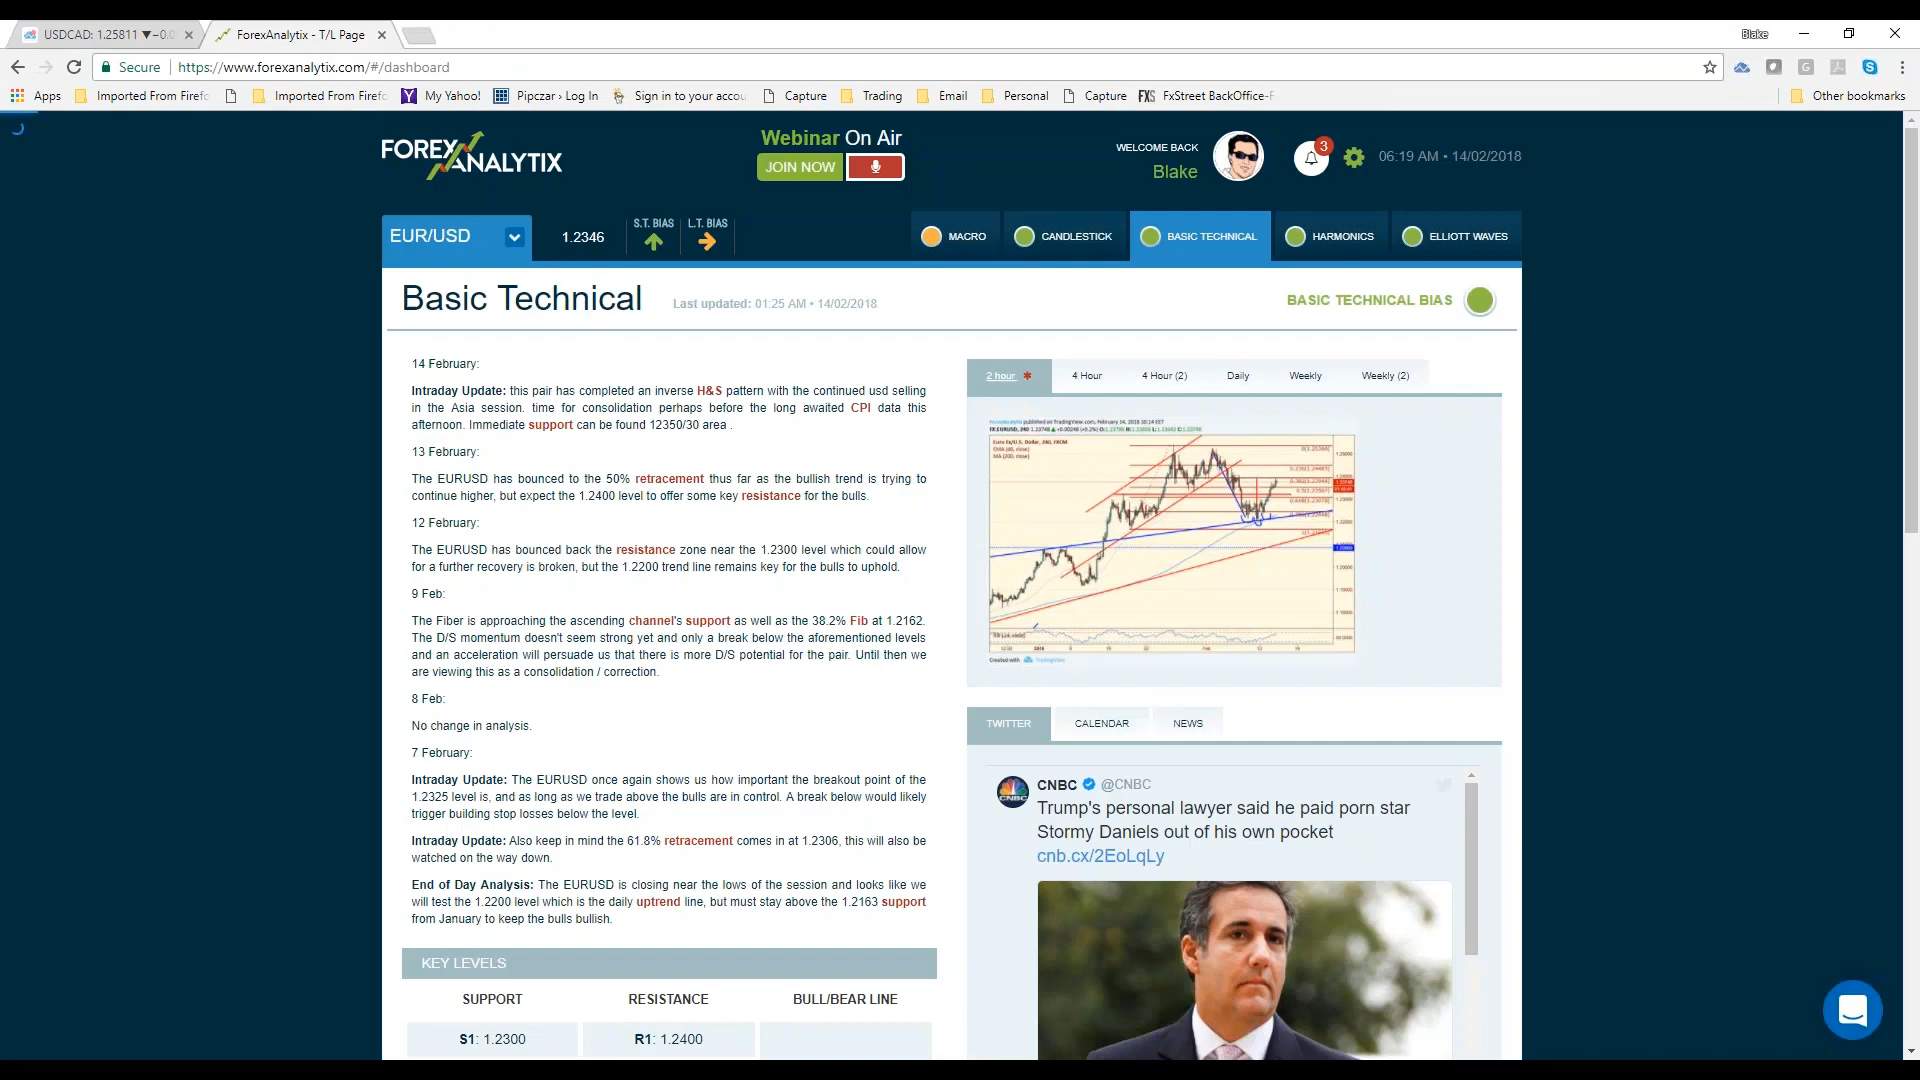 USDCAD: 1.25811 ▼−0.0
ForexAnalytix - T/L Page
Blake
Secure
https://www.forexanalytix.com/#/dashboard
Apps
Imported From Firefo
Imported From Firefo
My Yahoo!
Pipczar › Log In
Sign in to your accou
Capture
Trading
Email
Personal
Capture
FXS FxStreet BackOffice-F
Other bookmarks
FOREX ANALYTIX
Webinar On Air
JOIN NOW
WELCOME BACK
Blake
3
06:19 AM • 14/02/2018
EUR/USD
1.2346
S.T. BIAS
L.T. BIAS
MACRO
CANDLESTICK
BASIC TECHNICAL
HARMONICS
ELLIOTT WAVES
Basic Technical
Last updated: 01:25 AM • 14/02/2018
BASIC TECHNICAL BIAS
14 February:
Intraday Update: this pair has completed an inverse H&S pattern with the continued usd selling
in the Asia session. time for consolidation perhaps before the long awaited CPI data this
afternoon. Immediate support can be found 12350/30 area .
13 February:
The EURUSD has bounced to the 50% retracement thus far as the bullish trend is trying to
continue higher, but expect the 1.2400 level to offer some key resistance for the bulls.
12 February:
The EURUSD has bounced back the resistance zone near the 1.2300 level which could allow
for a further recovery is broken, but the 1.2200 trend line remains key for the bulls to uphold.
9 Feb:
The Fiber is approaching the ascending channel's support as well as the 38.2% Fib at 1.2162.
The D/S momentum doesn't seem strong yet and only a break below the aforementioned levels
and an acceleration will persuade us that there is more D/S potential for the pair. Until then we
are viewing this as a consolidation / correction.
8 Feb:
No change in analysis.
7 February:
Intraday Update: The EURUSD once again shows us how important the breakout point of the
1.2325 level is, and as long as we trade above the bulls are in control. A break below would likely
trigger building stop losses below the level.
Intraday Update: Also keep in mind the 61.8% retracement comes in at 1.2306, this will also be
watched on the way down.
End of Day Analysis: The EURUSD is closing near the lows of the session and looks like we
will test the 1.2200 level which is the daily uptrend line, but must stay above the 1.2163 support
from January to keep the bulls bullish.
KEY LEVELS
SUPPORT
RESISTANCE
BULL/BEAR LINE
S1: 1.2300
R1: 1.2400
2 hour *
4 Hour
4 Hour (2)
Daily
Weekly
Weekly (2)
Created with TradingView
TWITTER
CALENDAR
NEWS
CNBC @CNBC
Trump's personal lawyer said he paid porn star
Stormy Daniels out of his own pocket
cnb.cx/2EoLqLy